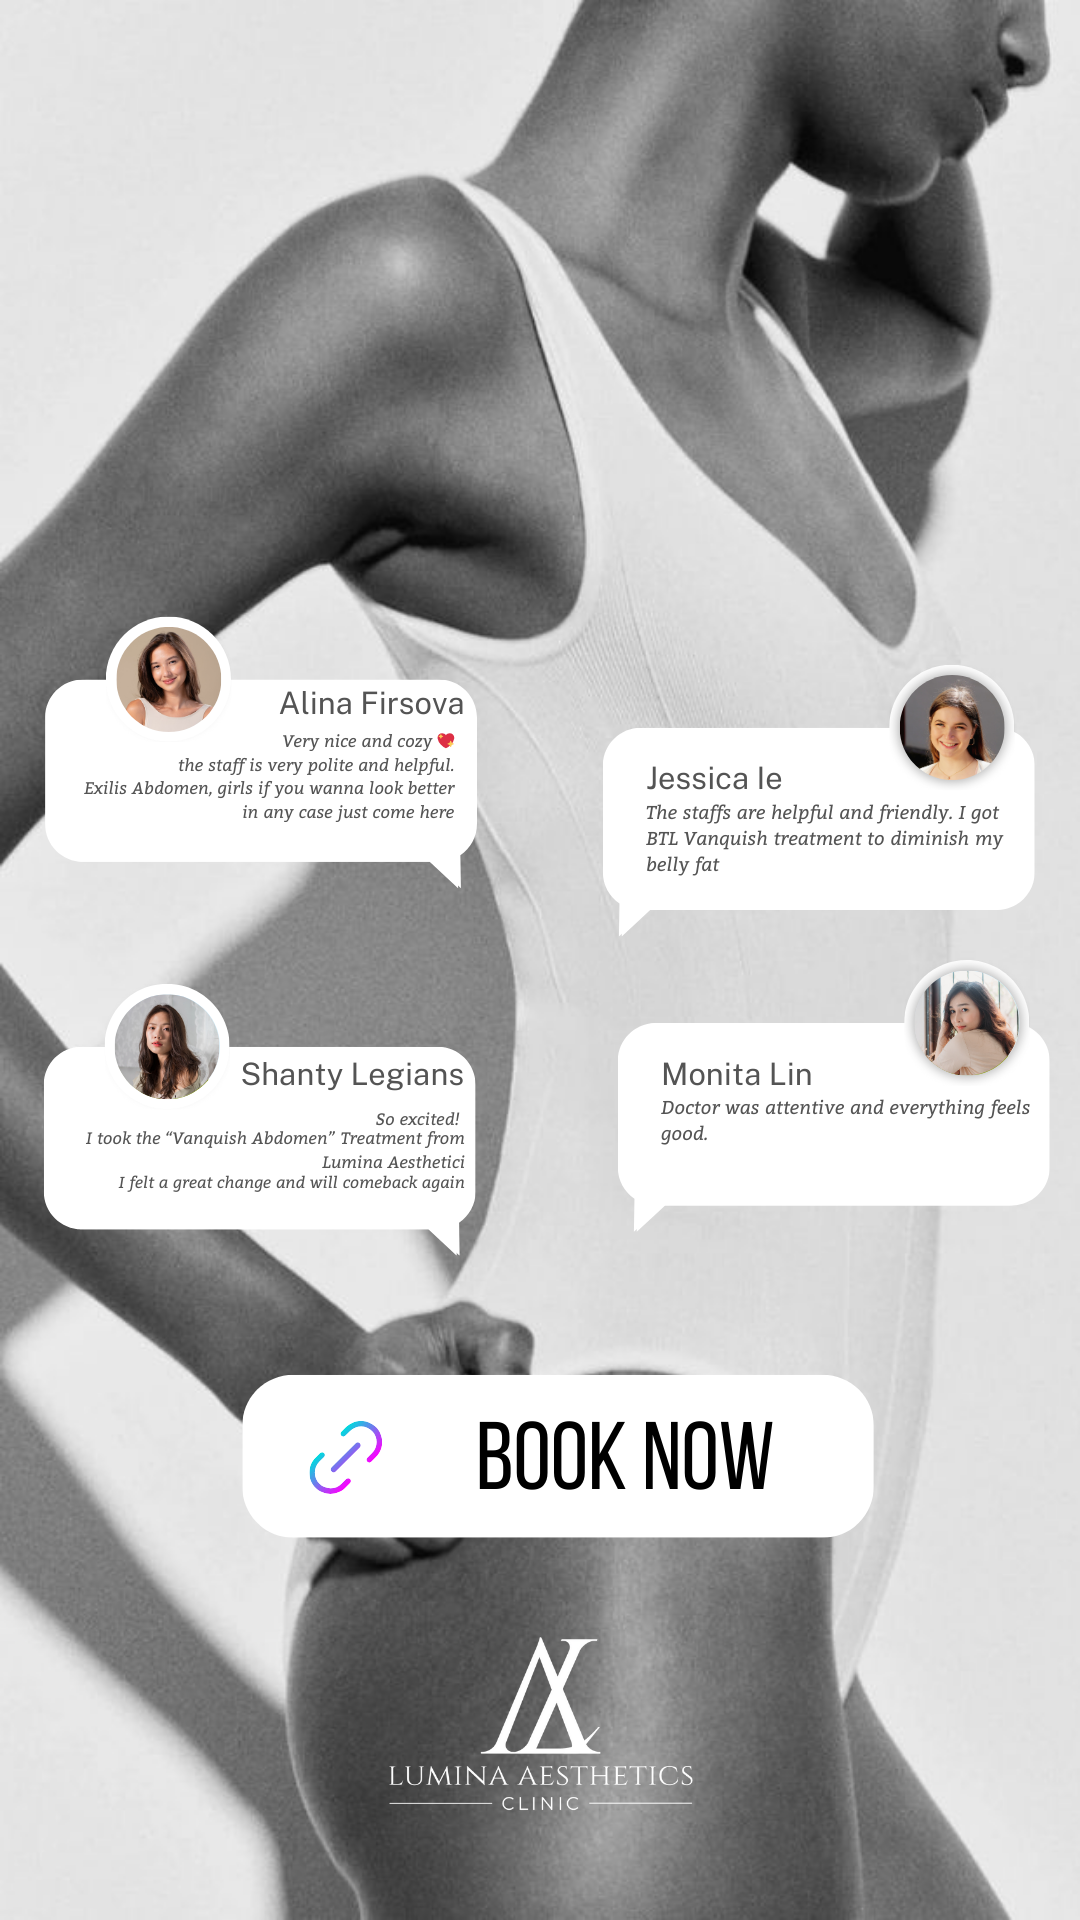 Alina Firsova
Very nice and cozy 💖
the staff is very polite and helpful.
Exilis Abdomen, girls if you wanna look better
in any case just come here
Jessica Ie
The staffs are helpful and friendly. I got
BTL Vanquish treatment to diminish my
belly fat
Shanty Legians
So excited!
I took the “Vanquish Abdomen” Treatment from
Lumina Aesthetici
I felt a great change and will comeback again
Monita Lin
Doctor was attentive and everything feels
good.
BOOK NOW
LUMINA AESTHETICS
CLINIC